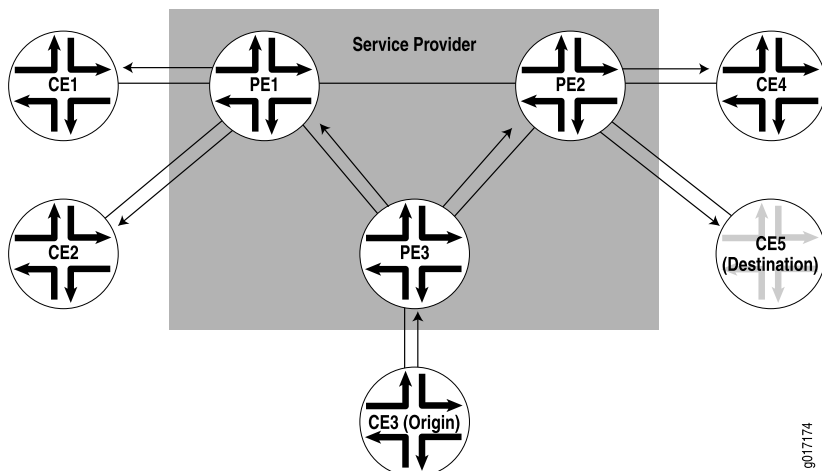 Service Provider
CE1
PE1
PE2
CE4
CE2
PE3
CE5
(Destination)
CE3 (Origin)
g017174